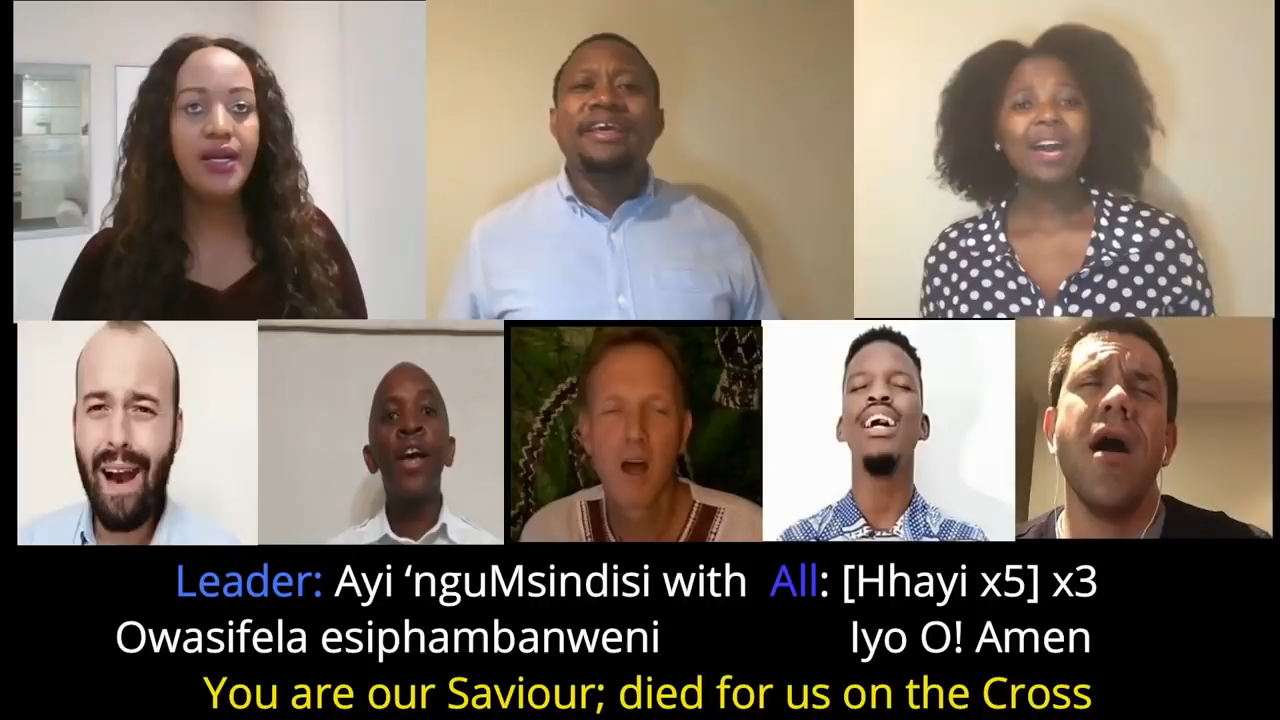 Leader: Ayi ‘nguMsindisi with All: [Hhayi x5] x3
Owasifela esiphambanweni Iyo O! Amen
You are our Saviour; died for us on the Cross